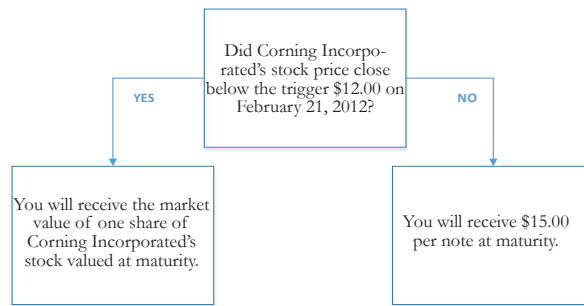 Did Corning Incorpo-
rated's stock price close
below the trigger $12.00 on
February 21, 2012?
YES
NO
You will receive the market
value of one share of
Corning Incorporated's
stock valued at maturity.
You will receive $15.00
per note at maturity.